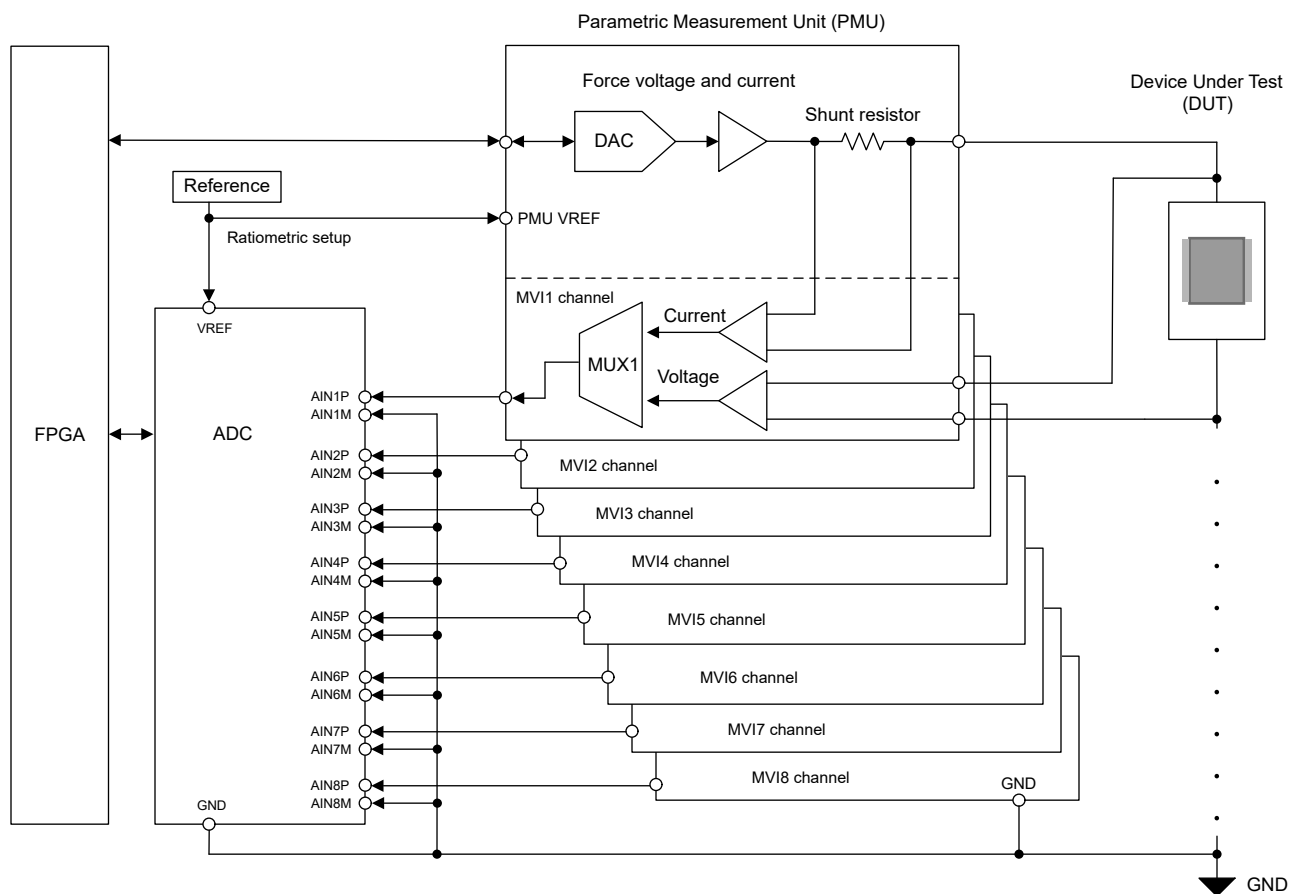 Parametric Measurement Unit (PMU)
Force voltage and current
Device Under Test
(DUT)
Shunt resistor
DAC
Reference
PMU VREF
Ratiometric setup
MVI1 channel
VREF
Current
MUX1
Voltage
AIN1P
AIN1M
FPGA
ADC
AIN2P
MVI2 channel
AIN2M
AIN3P
MVI3 channel
AIN3M
AIN4P
MVI4 channel
AIN4M
AIN5P
MVI5 channel
AIN5M
AIN6P
MVI6 channel
AIN6M
AIN7P
MVI7 channel
AIN7M
AIN8P
MVI8 channel
AIN8M
GND
GND
GND